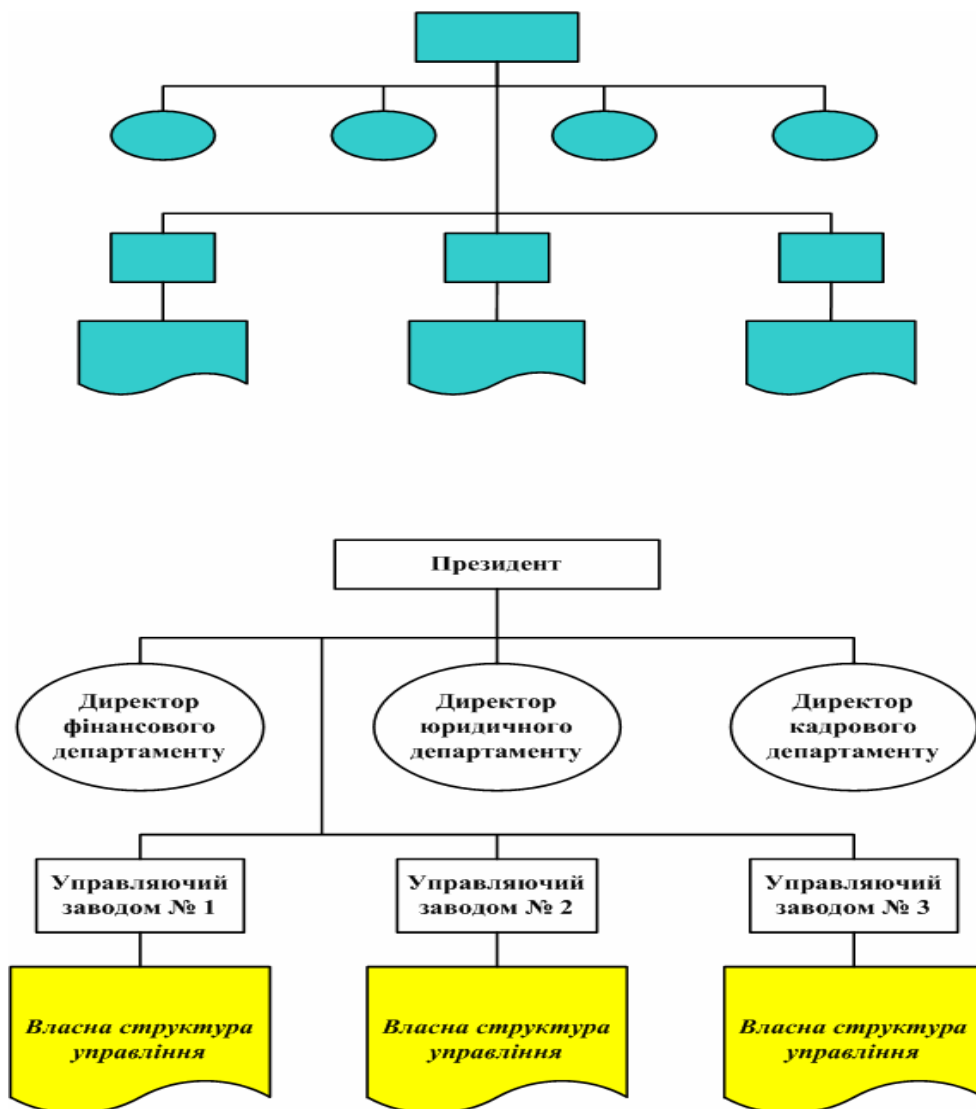 Президент
Директор
фінансового
департаменту
Директор
юридичного
департаменту
Директор
кадрового
департаменту
Управляючий
заводом № 1
Управляючий
заводом № 2
Управляючий
заводом № 3
Власна структура
управління
Власна структура
управління
Власна структура
управління